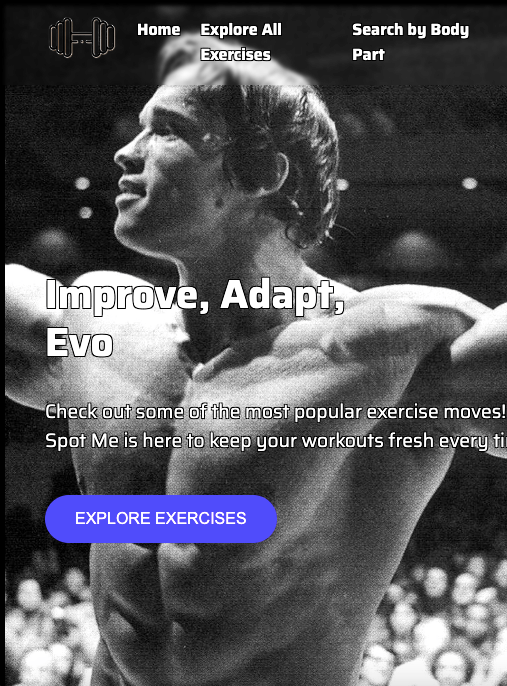 Home Explore All Search by Body
Exercises Part
Improve, Adapt,
Evo
Check out some of the most popular exercise moves!
Spot Me is here to keep your workouts fresh every
EXPLORE EXERCISES